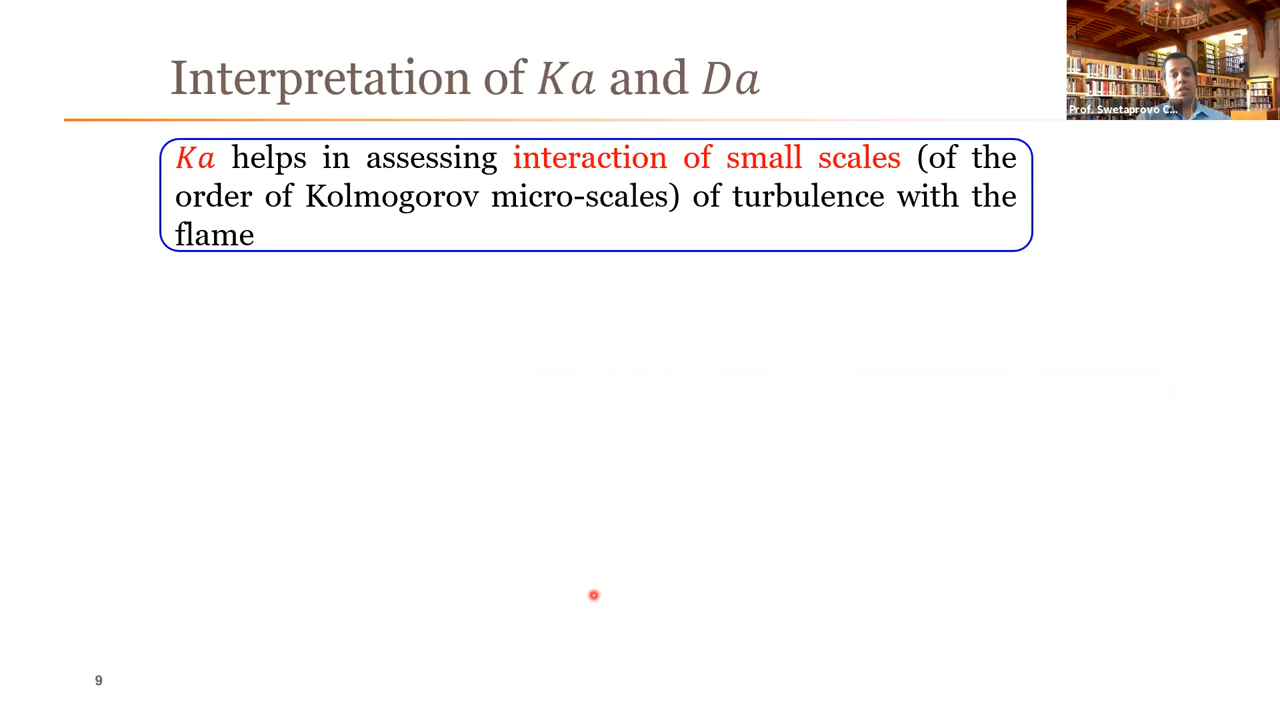 Interpretation of Ka and Da
Prof. Swetaprovo C...
Ka helps in assessing interaction of small scales (of the
order of Kolmogorov micro-scales) of turbulence with the
flame
9